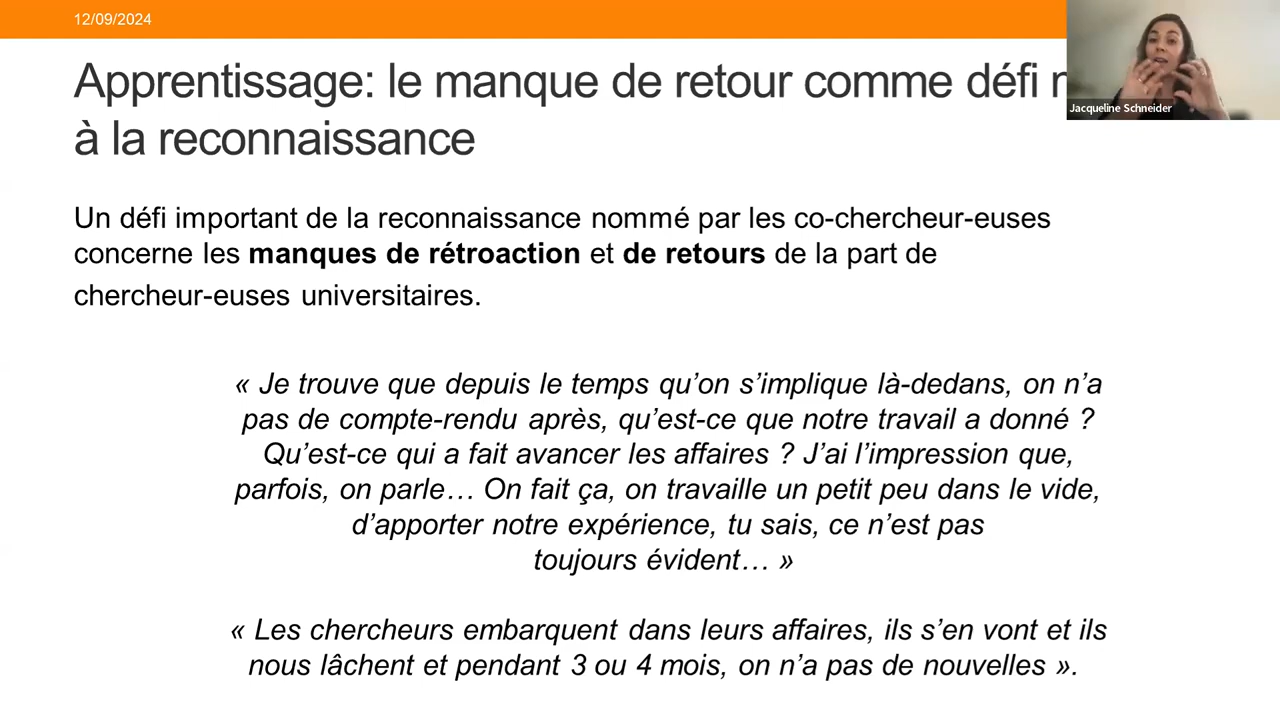 12/09/2024
Apprentissage: le manque de retour comme défi
à la reconnaissance
Jacqueline Schneider
Un défi important de la reconnaissance nommé par les co-chercheur-euses
concerne les manques de rétroaction et de retours de la part de
chercheur-euses universitaires.
« Je trouve que depuis le temps qu’on s’implique là-dedans, on n’a
pas de compte-rendu après, qu’est-ce que notre travail a donné ?
Qu’est-ce qui a fait avancer les affaires ? J’ai l’impression que,
parfois, on parle… On fait ça, on travaille un petit peu dans le vide,
d’apporter notre expérience, tu sais, ce n’est pas
toujours évident… »
« Les chercheurs embarquent dans leurs affaires, ils s’en vont et ils
nous lâchent et pendant 3 ou 4 mois, on n’a pas de nouvelles ».